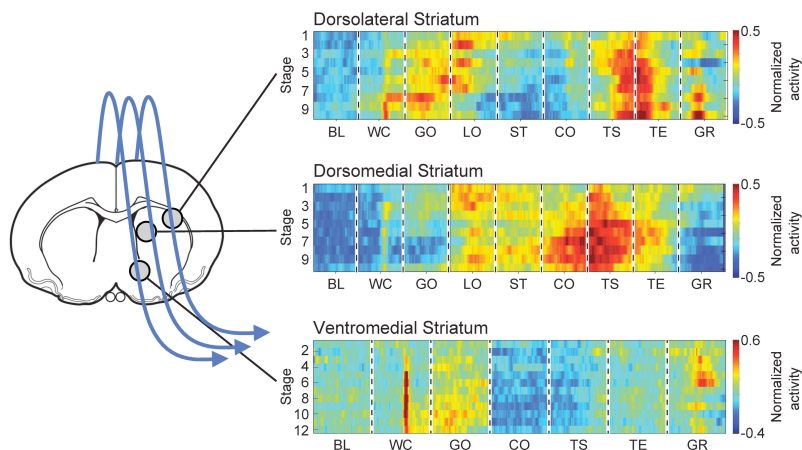 Dorsolateral Striatum
Stage
1
3
5
7
9
BL WC GO LO ST CO TS TE GR
0.5
-0.5
Normalized
activity
Dorsomedial Striatum
Stage
1
3
5
7
9
BL WC GO LO ST CO TS TE GR
0.5
-0.5
Normalized
activity
Ventromedial Striatum
Stage
2
4
6
8
10
12
BL WC GO CO TS TE GR
0.6
-0.4
Normalized
activity